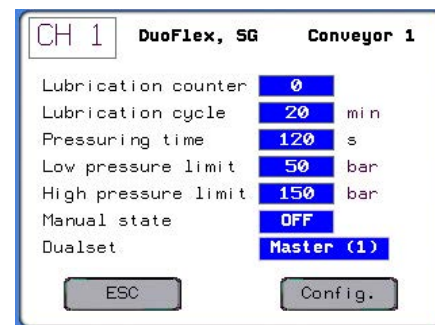 CH 1 DuoFlex, SG Conveyor 1
Lubrication counter 0
Lubrication cycle 20 min
Pressuring time 120 s
Low pressure limit 50 bar
High pressure limit 150 bar
Manual state OFF
Dualset Master (1)
ESC Config.